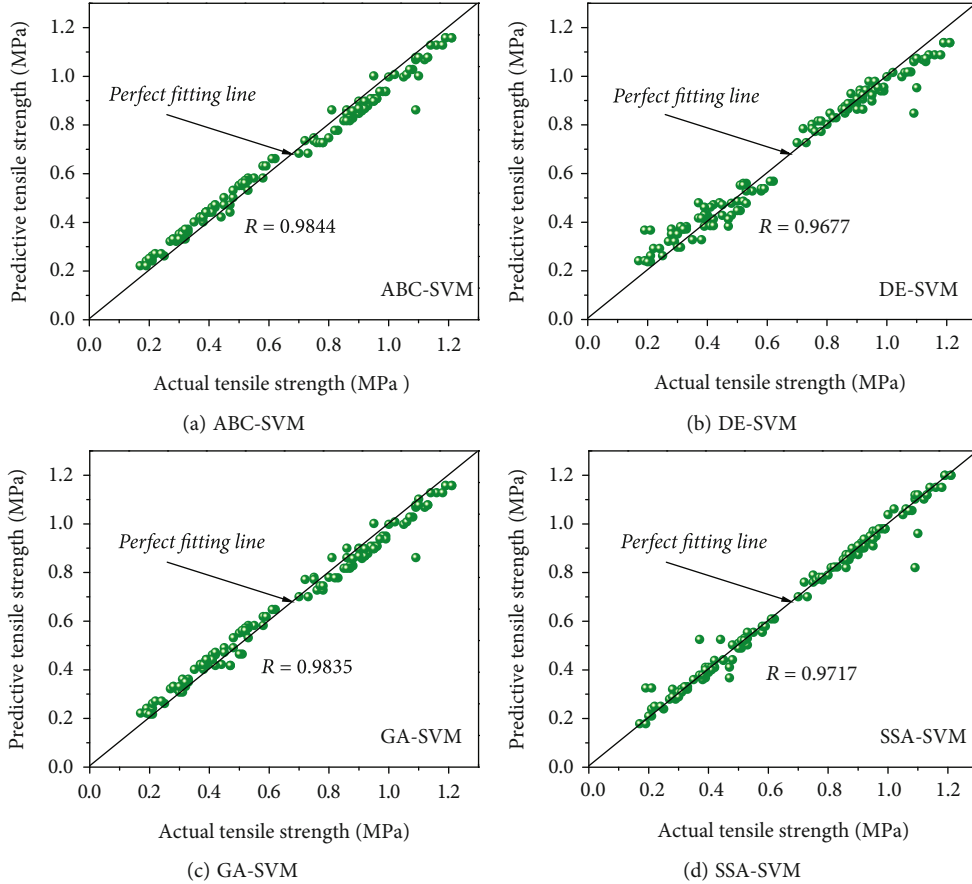 Predictive tensile strength (MPa)
1.2
1.0
0.8
0.6
0.4
0.2
0.0
Perfect fitting line
R = 0.9844
ABC-SVM
0.0 0.2 0.4 0.6 0.8 1.0 1.2
Actual tensile strength (MPa )
(a) ABC-SVM
Predictive tensile strength (MPa)
1.2
1.0
0.8
0.6
0.4
0.2
0.0
Perfect fitting line
R = 0.9677
DE-SVM
0.0 0.2 0.4 0.6 0.8 1.0 1.2
Actual tensile strength (MPa)
(b) DE-SVM
Predictive tensile strength (MPa)
1.2
1.0
0.8
0.6
0.4
0.2
0.0
Perfect fitting line
R = 0.9835
GA-SVM
0.0 0.2 0.4 0.6 0.8 1.0 1.2
Actual tensile strength (MPa)
(c) GA-SVM
Predictive tensile strength (MPa)
1.2
1.0
0.8
0.6
0.4
0.2
0.0
Perfect fitting line
R = 0.9717
SSA-SVM
0.0 0.2 0.4 0.6 0.8 1.0 1.2
Actual tensile strength (MPa)
(d) SSA-SVM